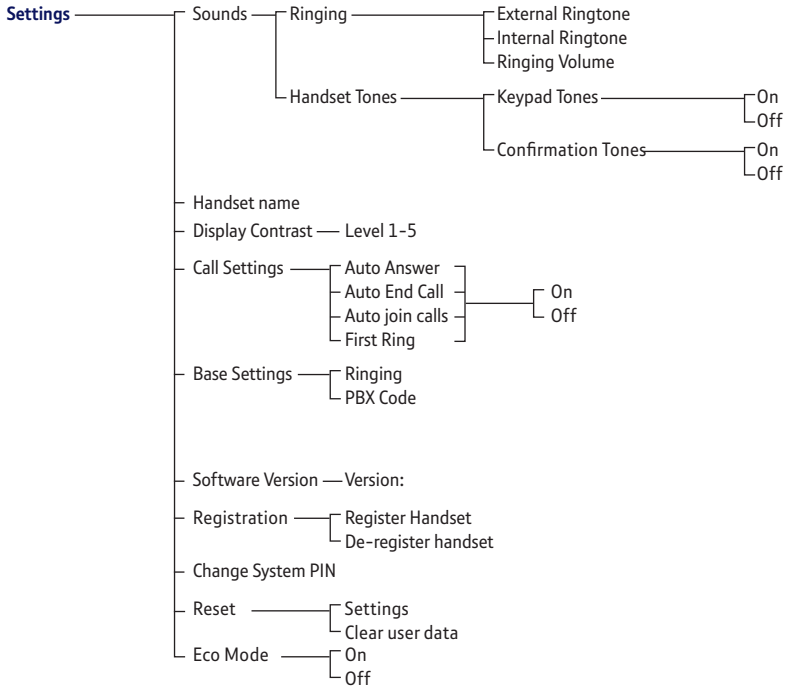 Settings Sounds Ringing External Ringtone
Internal Ringtone
Ringing Volume
Handset Tones Keypad Tones On
Off
Confirmation Tones On
Off
Handset name
Display Contrast Level 1-5
Call Settings Auto Answer
Auto End Call On
Auto join calls Off
First Ring
Base Settings Ringing
PBX Code
Software Version Version:
Registration Register Handset
De-register handset
Change System PIN
Reset Settings
Clear user data
Eco Mode On
Off